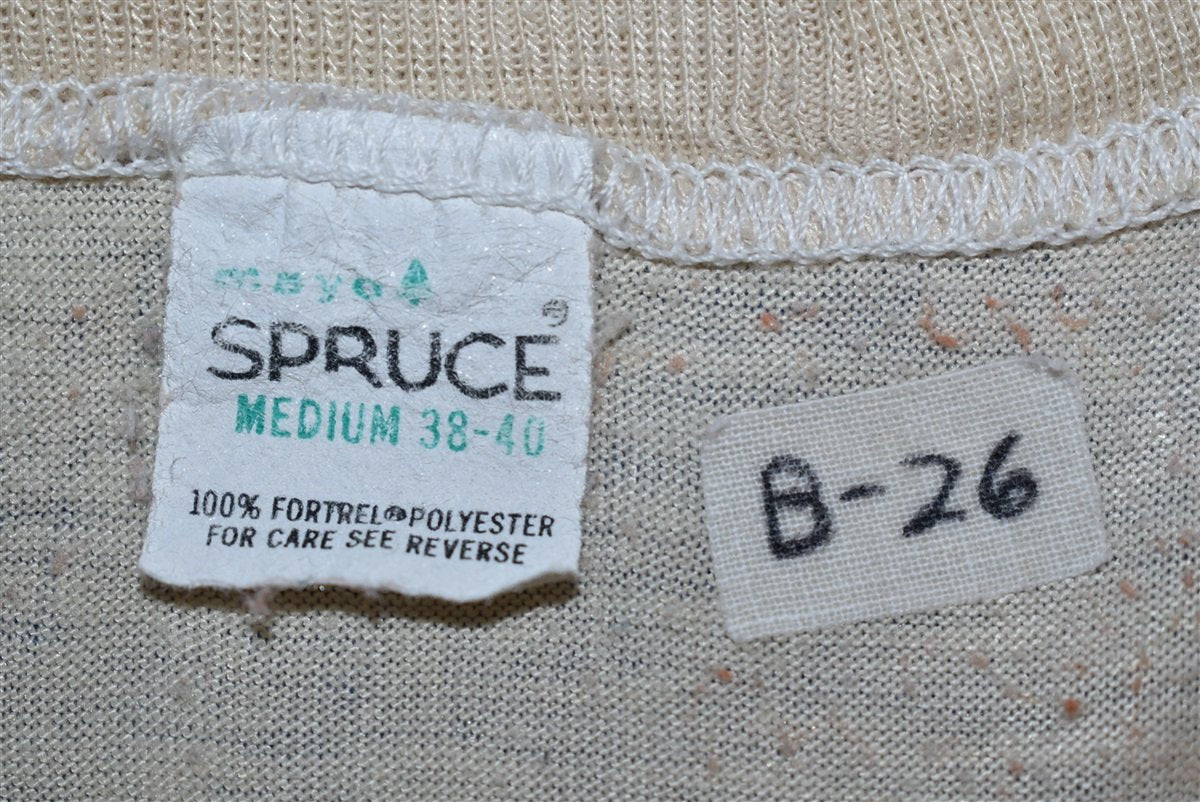 mayo
SPRUCE®
MEDIUM 38-40
100% FORTREL® POLYESTER
FOR CARE SEE REVERSE
B-26